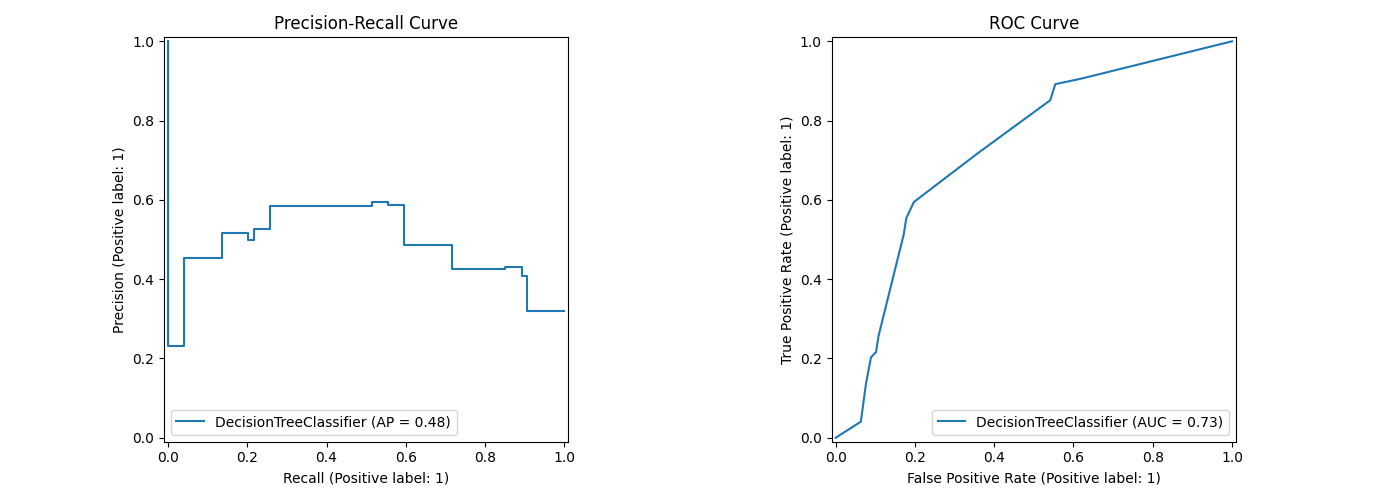 Precision-Recall Curve
1.0
0.8
0.6
0.4
0.2
0.0
Precision (Positive label: 1)
DecisionTreeClassifier (AP = 0.48)
0.0 0.2 0.4 0.6 0.8 1.0
Recall (Positive label: 1)
ROC Curve
1.0
0.8
0.6
0.4
0.2
0.0
True Positive Rate (Positive label: 1)
DecisionTreeClassifier (AUC = 0.73)
0.0 0.2 0.4 0.6 0.8 1.0
False Positive Rate (Positive label: 1)